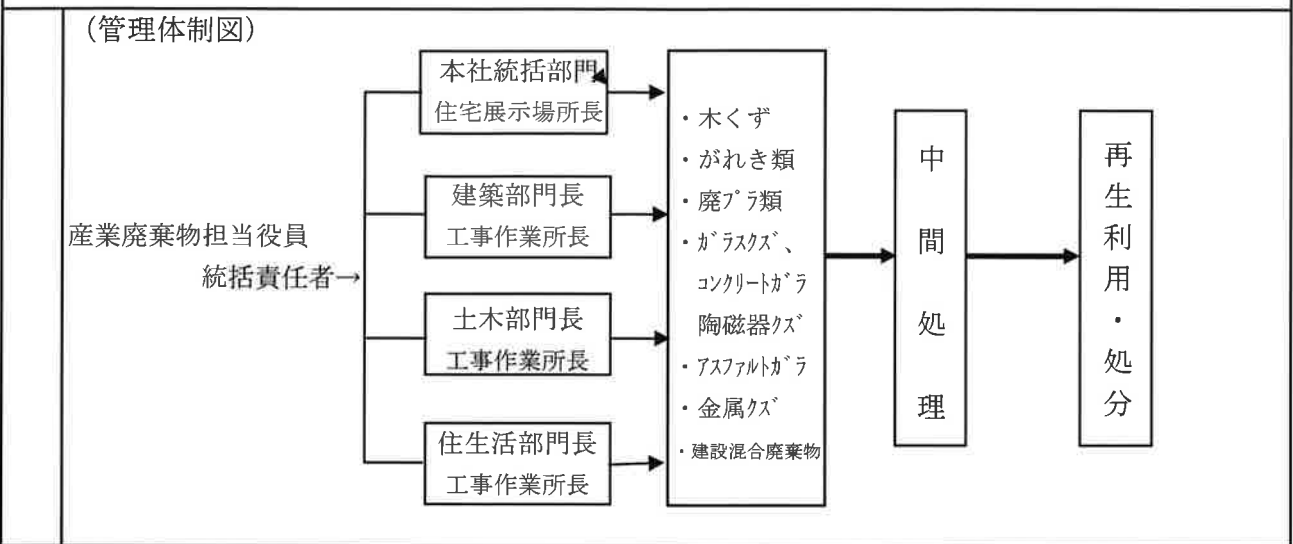 （管理体制図）
産業廃棄物担当役員
統括責任者→
本社統括部門
住宅展示場所長
建築部門長
工事作業所長
土木部門長
工事作業所長
住生活部門長
工事作業所長
・木くず
・がれき類
・廃ﾌﾟﾗ類
・ｶﾞﾗｽｸｽﾞ、
ｺﾝｸﾘｰﾄｶﾞﾗ
陶磁器ｸｽﾞ
・ｱｽﾌｧﾙﾄｶﾞﾗ
・金属ｸｽﾞ
・建設混合廃棄物
中間処理
再生利用・処分